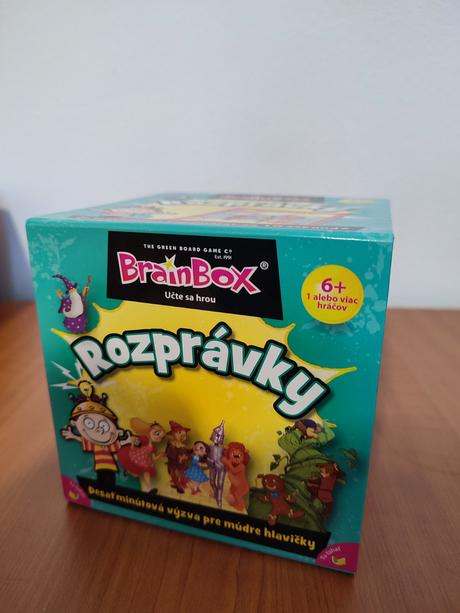 THE GREEN BOARD GAME Cº
Est. 1991
BrainBox®
Učte sa hrou
6+
1 alebo viac
hráčov
Rozprávky
Desaťminútová výzva pre múdre hlavičky